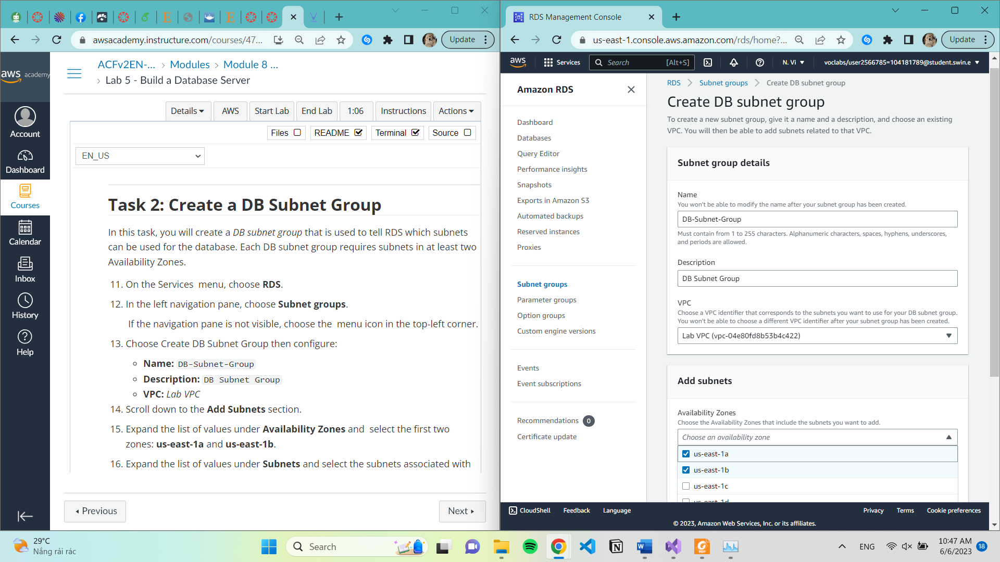 awsacademy.instructure.com/courses/47...
Update
aws academy
Account
Dashboard
Courses
Calendar
Inbox
History
Help
ACFv2EN-... > Modules > Module 8 ...
> Lab 5 - Build a Database Server
Details AWS Start Lab End Lab 1:06 Instructions Actions
Files README Terminal Source
EN_US
Task 2: Create a DB Subnet Group
In this task, you will create a DB subnet group that is used to tell RDS which subnets
can be used for the database. Each DB subnet group requires subnets in at least two
Availability Zones.
11. On the Services menu, choose RDS.
12. In the left navigation pane, choose Subnet groups.
If the navigation pane is not visible, choose the menu icon in the top-left corner.
13. Choose Create DB Subnet Group then configure:
Name: DB-Subnet-Group
Description: DB Subnet Group
VPC: Lab VPC
14. Scroll down to the Add Subnets section.
15. Expand the list of values under Availability Zones and select the first two
zones: us-east-1a and us-east-1b.
16. Expand the list of values under Subnets and select the subnets associated with
Previous
Next
RDS Management Console
us-east-1.console.aws.amazon.com/rds/home?...
Update
aws
Services
Search [Alt+S]
N. Vi
voclabs/user2566785=104181789@student.swin.e
Amazon RDS
Dashboard
Databases
Query Editor
Performance insights
Snapshots
Exports in Amazon S3
Automated backups
Reserved instances
Proxies
Subnet groups
Parameter groups
Option groups
Custom engine versions
Events
Event subscriptions
Recommendations 0
Certificate update
RDS > Subnet groups > Create DB subnet group
Create DB subnet group
To create a new subnet group, give it a name and a description, and choose an existing
VPC. You will then be able to add subnets related to that VPC.
Subnet group details
Name
You won't be able to modify the name after your subnet group has been created.
DB-Subnet-Group
Must contain from 1 to 255 characters. Alphanumeric characters, spaces, hyphens, underscores,
and periods are allowed.
Description
DB Subnet Group
VPC
Choose a VPC identifier that corresponds to the subnets you want to use for your DB subnet group.
You won't be able to choose a different VPC identifier after your subnet group has been created.
Lab VPC (vpc-04e80fd8b53b4c422)
Add subnets
Availability Zones
Choose the Availability Zones that include the subnets you want to add.
Choose an availability zone
us-east-1a
us-east-1b
us-east-1c
us-east-1d
CloudShell Feedback Language
Privacy Terms Cookie preferences
© 2023, Amazon Web Services, Inc. or its affiliates.
29°C
Nắng rải rác
Search
ENG
10:47 AM
6/6/2023
18